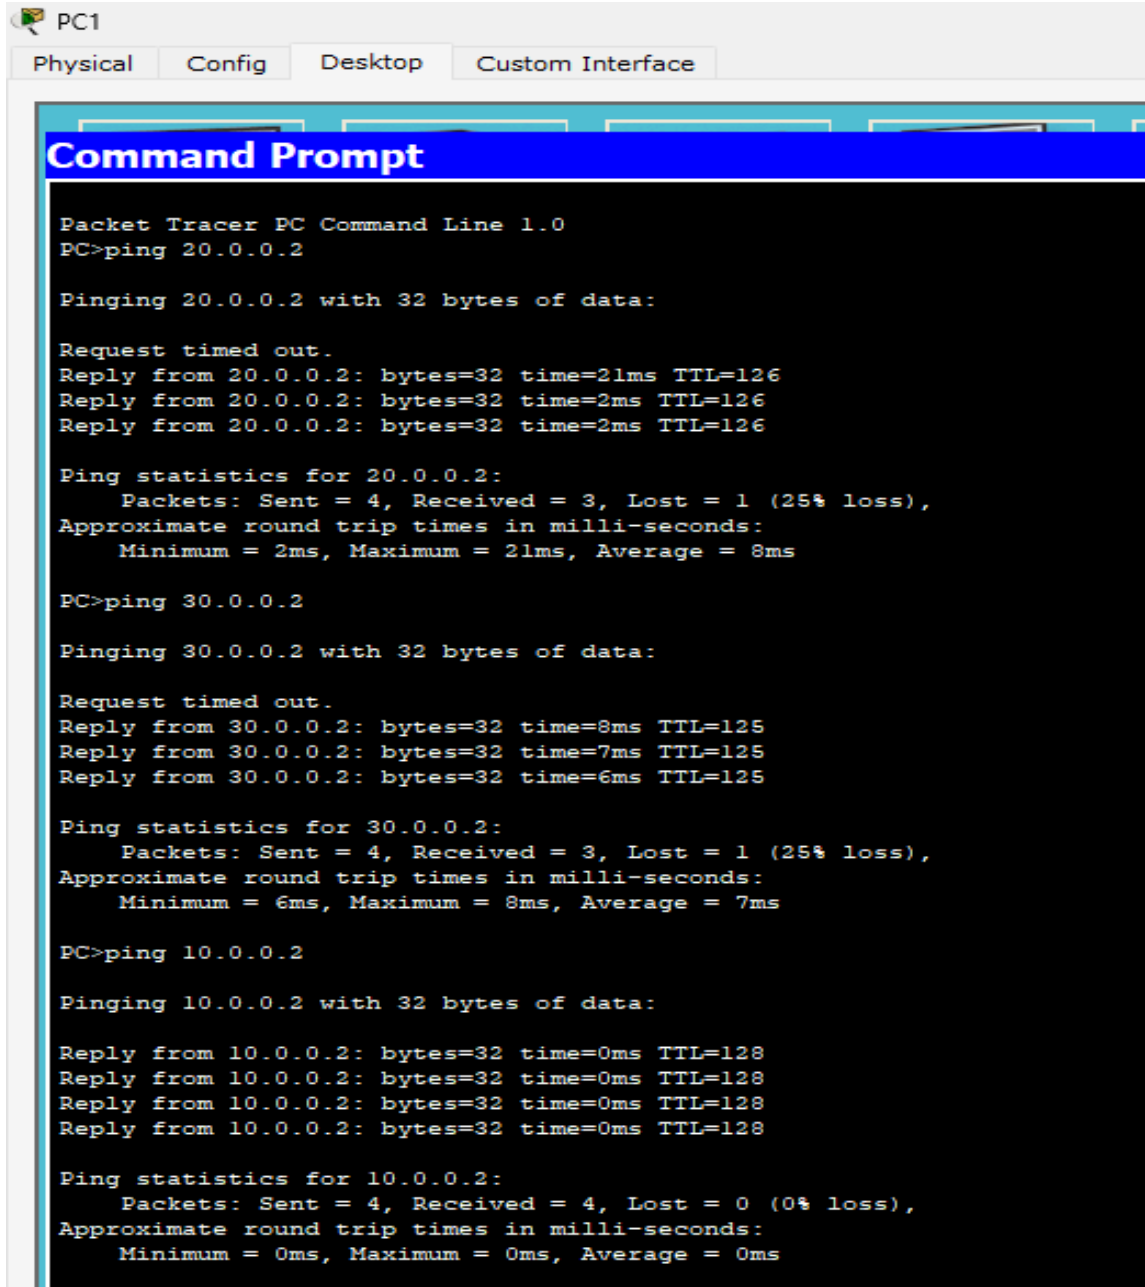 PC1
Physical Config Desktop Custom Interface
Command Prompt
Packet Tracer PC Command Line 1.0
PC>ping 20.0.0.2
Pinging 20.0.0.2 with 32 bytes of data:
Request timed out.
Reply from 20.0.0.2: bytes=32 time=21ms TTL=126
Reply from 20.0.0.2: bytes=32 time=2ms TTL=126
Reply from 20.0.0.2: bytes=32 time=2ms TTL=126
Ping statistics for 20.0.0.2:
    Packets: Sent = 4, Received = 3, Lost = 1 (25% loss),
Approximate round trip times in milli-seconds:
    Minimum = 2ms, Maximum = 21ms, Average = 8ms
PC>ping 30.0.0.2
Pinging 30.0.0.2 with 32 bytes of data:
Request timed out.
Reply from 30.0.0.2: bytes=32 time=8ms TTL=125
Reply from 30.0.0.2: bytes=32 time=7ms TTL=125
Reply from 30.0.0.2: bytes=32 time=6ms TTL=125
Ping statistics for 30.0.0.2:
    Packets: Sent = 4, Received = 3, Lost = 1 (25% loss),
Approximate round trip times in milli-seconds:
    Minimum = 6ms, Maximum = 8ms, Average = 7ms
PC>ping 10.0.0.2
Pinging 10.0.0.2 with 32 bytes of data:
Reply from 10.0.0.2: bytes=32 time=0ms TTL=128
Reply from 10.0.0.2: bytes=32 time=0ms TTL=128
Reply from 10.0.0.2: bytes=32 time=0ms TTL=128
Reply from 10.0.0.2: bytes=32 time=0ms TTL=128
Ping statistics for 10.0.0.2:
    Packets: Sent = 4, Received = 4, Lost = 0 (0% loss),
Approximate round trip times in milli-seconds:
    Minimum = 0ms, Maximum = 0ms, Average = 0ms